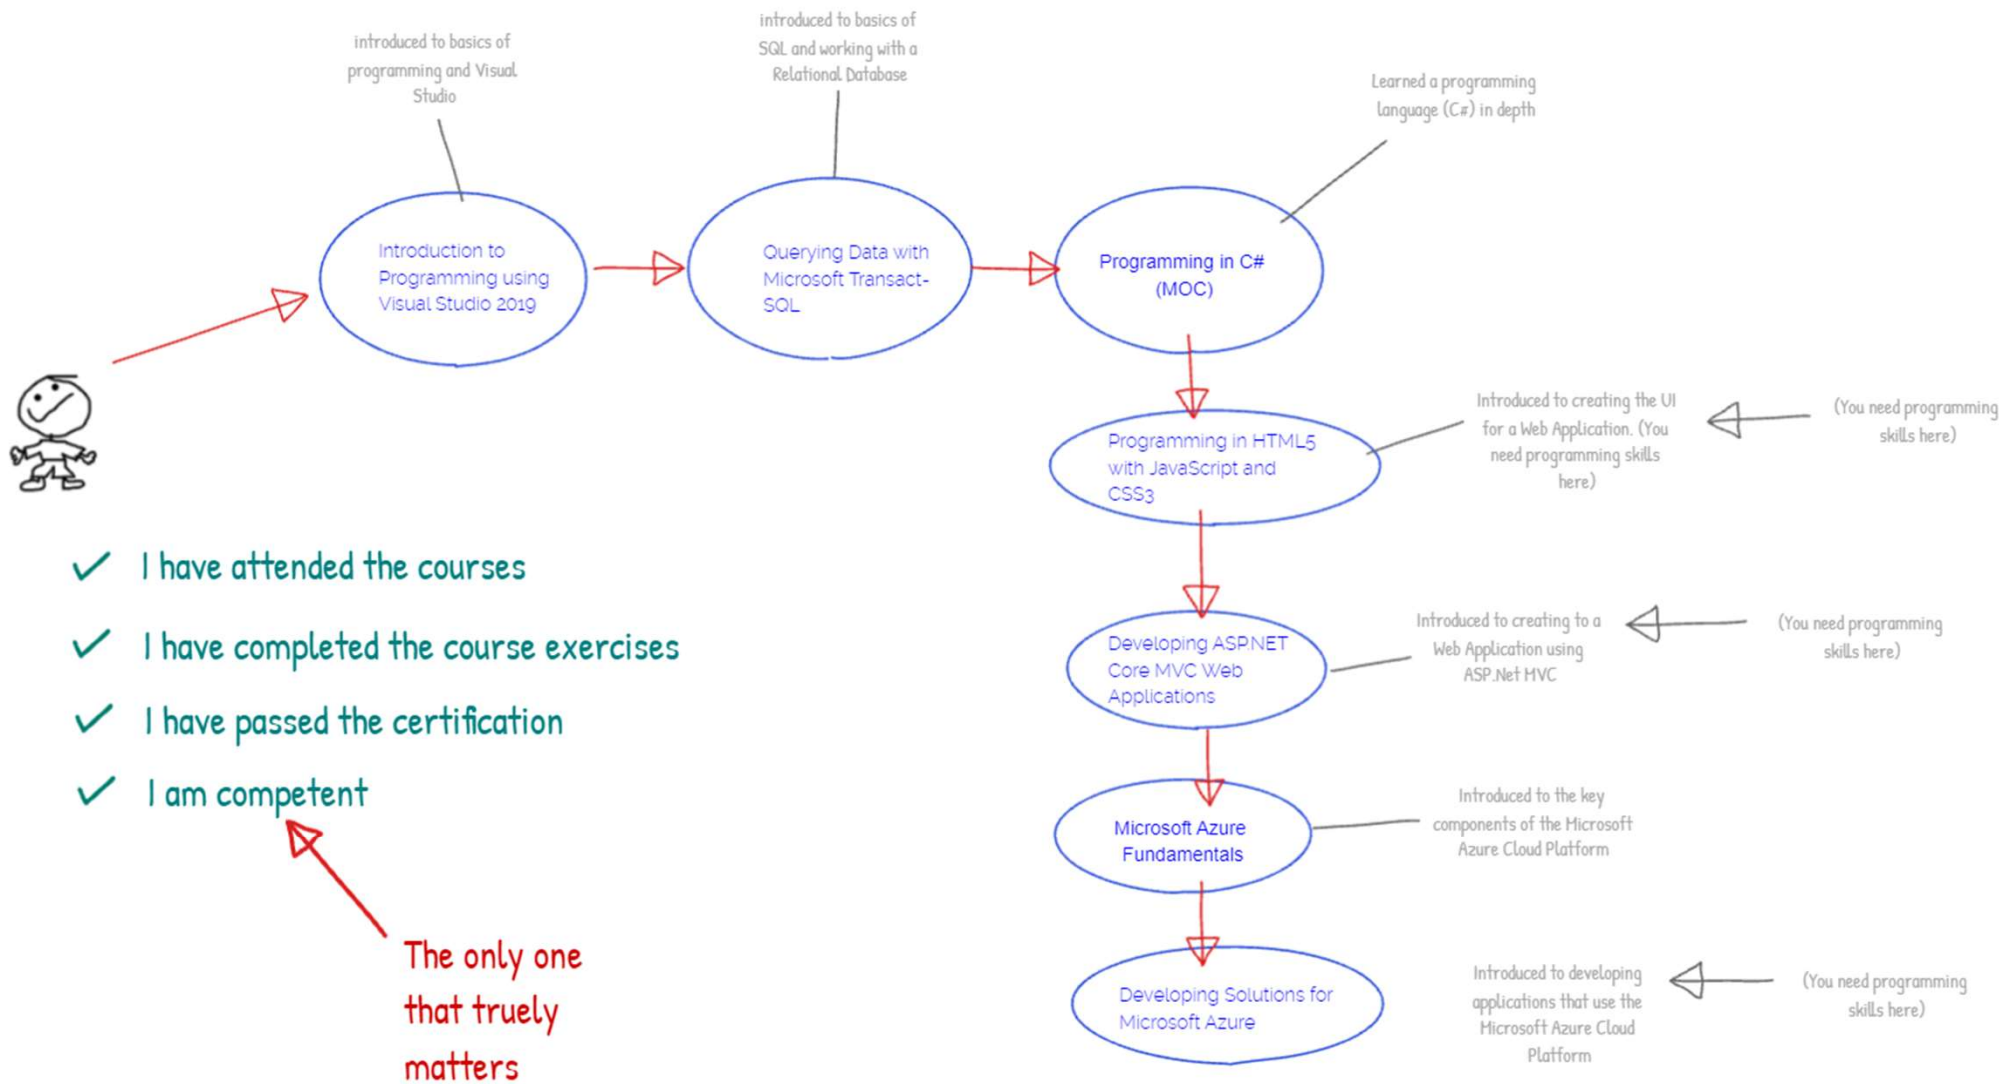 introduced to basics of
programming and Visual
Studio
introduced to basics of
SQL and working with a
Relational Database
Learned a programming
language (C#) in depth
Introduction to
Programming using
Visual Studio 2019
Querying Data with
Microsoft Transact-
SQL
Programming in C#
(MOC)
Programming in HTML5
with JavaScript and
CSS3
Introduced to creating the UI
for a Web Application. (You
need programming skills
here)
(You need programming
skills here)
I have attended the courses
I have completed the course exercises
I have passed the certification
I am competent
The only one
that truely
matters
Developing ASP.NET
Core MVC Web
Applications
Introduced to creating to a
Web Application using
ASP.Net MVC
(You need programming
skills here)
Microsoft Azure
Fundamentals
Introduced to the key
components of the Microsoft
Azure Cloud Platform
Developing Solutions for
Microsoft Azure
Introduced to developing
applications that use the
Microsoft Azure Cloud
Platform
(You need programming
skills here)